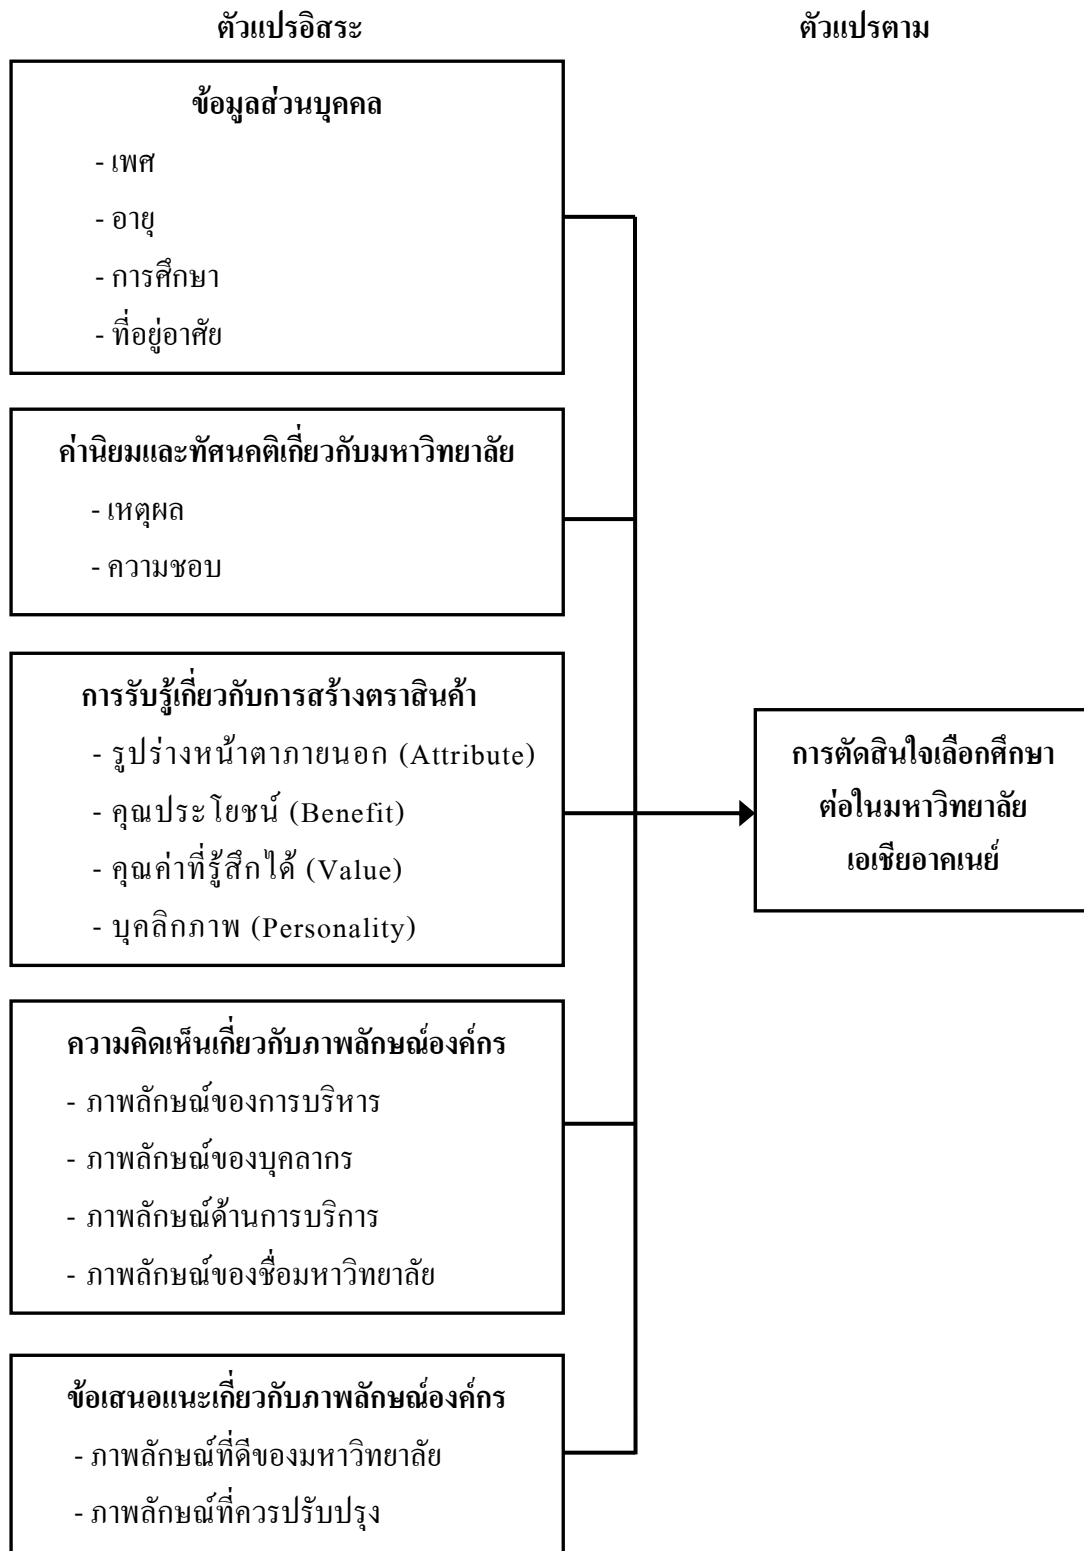 ตัวแปรอิสระ
ตัวแปรตาม
ข้อมูลส่วนบุคคล
- เพศ
- อายุ
- การศึกษา
- ที่อยู่อาศัย
ค่านิยมและทัศนคติเกี่ยวกับมหาวิทยาลัย
- เหตุผล
- ความชอบ
การรับรู้เกี่ยวกับการสร้างตราสินค้า
- รูปร่างหน้าตาภายนอก (Attribute)
- คุณประโยชน์ (Benefit)
- คุณค่าที่รู้สึกได้ (Value)
- บุคลิกภาพ (Personality)
การตัดสินใจเลือกศึกษา
ต่อในมหาวิทยาลัย
เอเชียอาคเนย์
ความคิดเห็นเกี่ยวกับภาพลักษณ์องค์กร
- ภาพลักษณ์ของการบริหาร
- ภาพลักษณ์ของบุคลากร
- ภาพลักษณ์ด้านการบริการ
- ภาพลักษณ์ของชื่อมหาวิทยาลัย
ข้อเสนอแนะเกี่ยวกับภาพลักษณ์องค์กร
- ภาพลักษณ์ที่ดีของมหาวิทยาลัย
- ภาพลักษณ์ที่ควรปรับปรุง